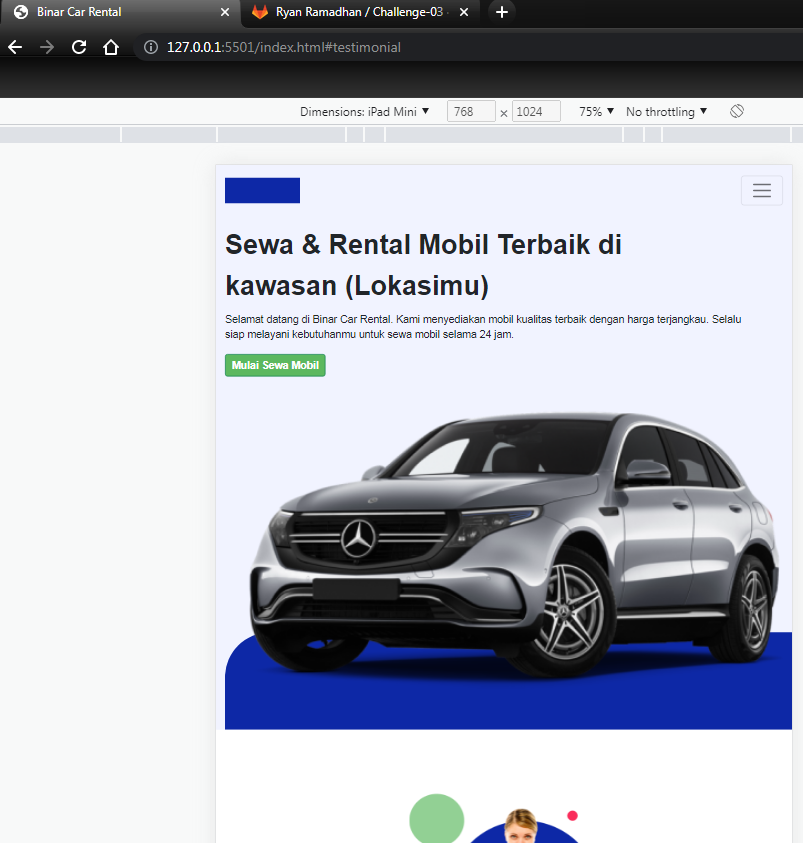 Binar Car Rental
Ryan Ramadhan / Challenge-03
127.0.0.1:5501/index.html#testimonial
Dimensions: iPad Mini 768 × 1024 75% No throttling
Sewa & Rental Mobil Terbaik di
kawasan (Lokasimu)
Selamat datang di Binar Car Rental. Kami menyediakan mobil kualitas terbaik dengan harga terjangkau. Selalu
siap melayani kebutuhanmu untuk sewa mobil selama 24 jam.
Mulai Sewa Mobil